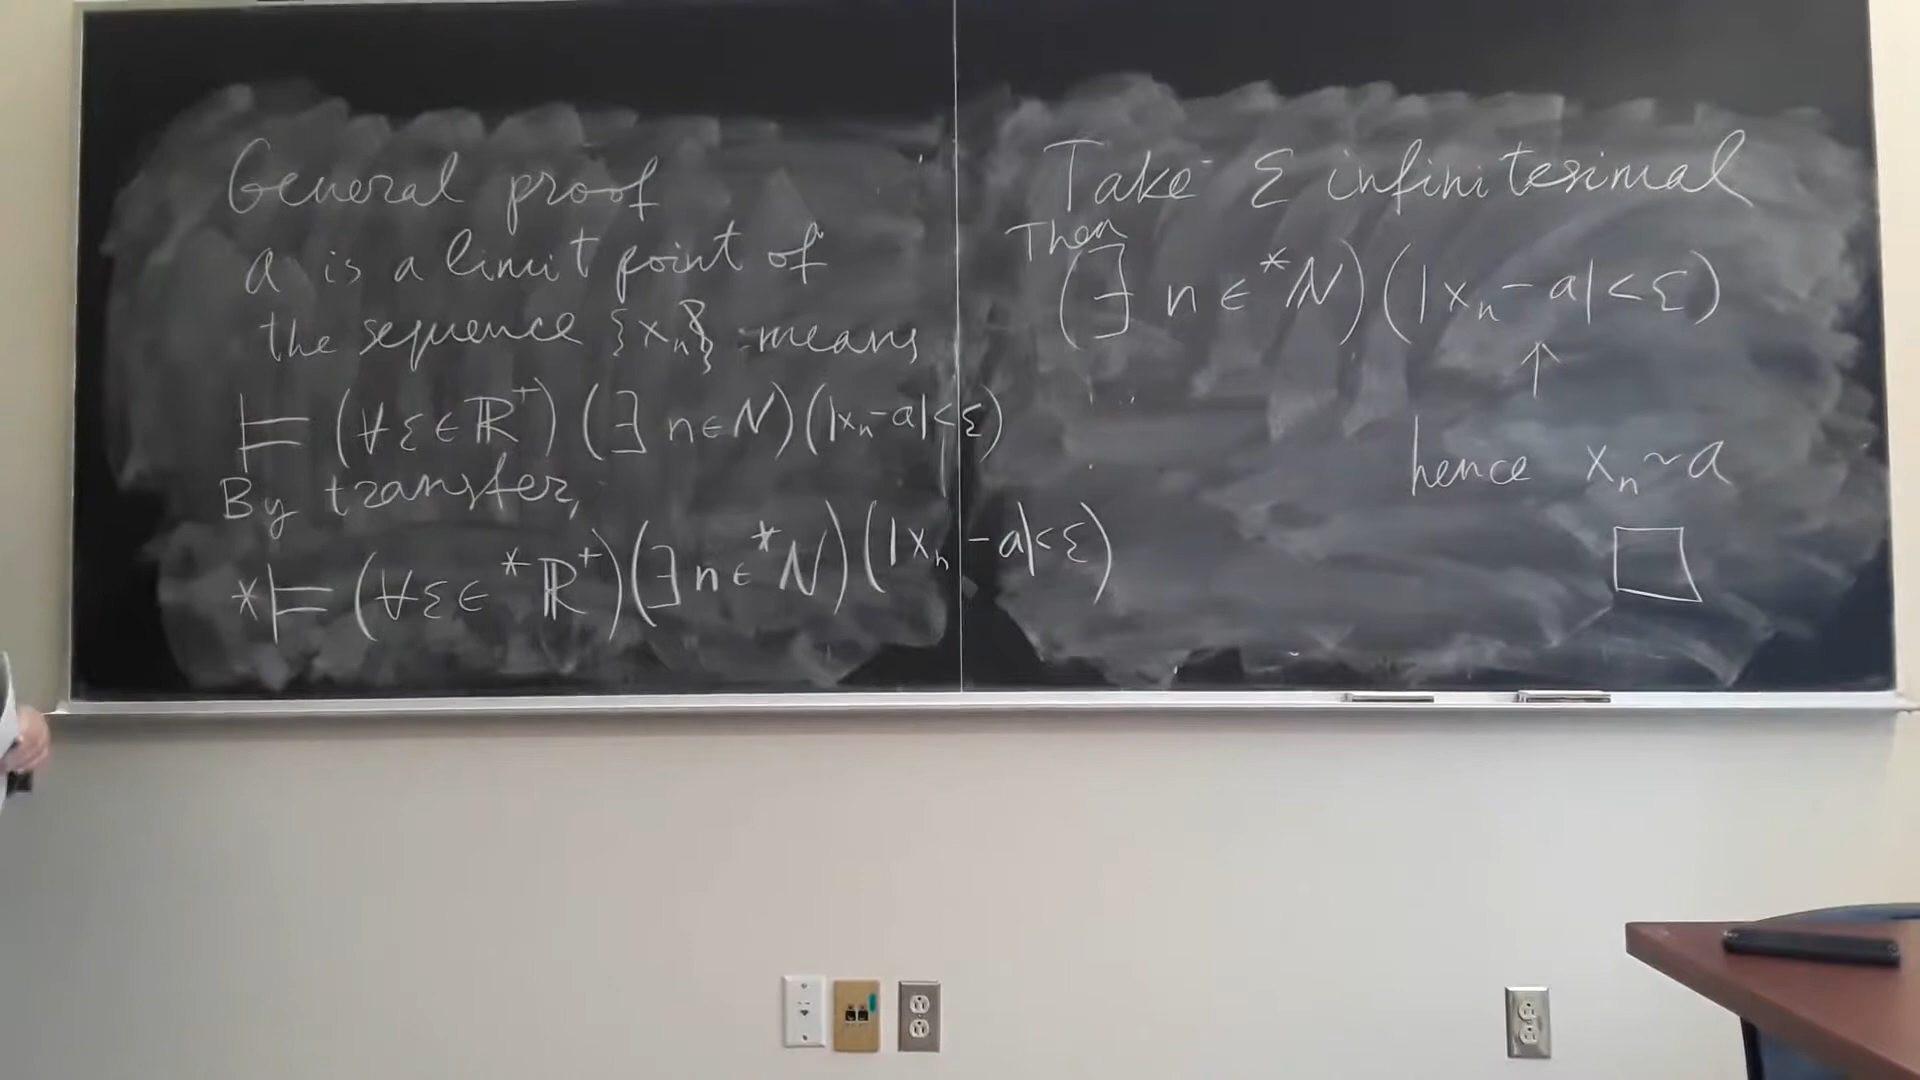 General proof
a is a limit point of
the sequence {xₙ} means
⊨ (∀ε∈ℝ⁺) (∃ n∈N) (|xₙ-a|<ε)
By transfer,
*⊨ (∀ε∈ *ℝ⁺) (∃ n∈ *N) (|xₙ-a|<ε)
Take ε infinitesimal
Then
(∃ n∈ *N) (|xₙ-a|<ε)
↑
hence xₙ ~ a
□